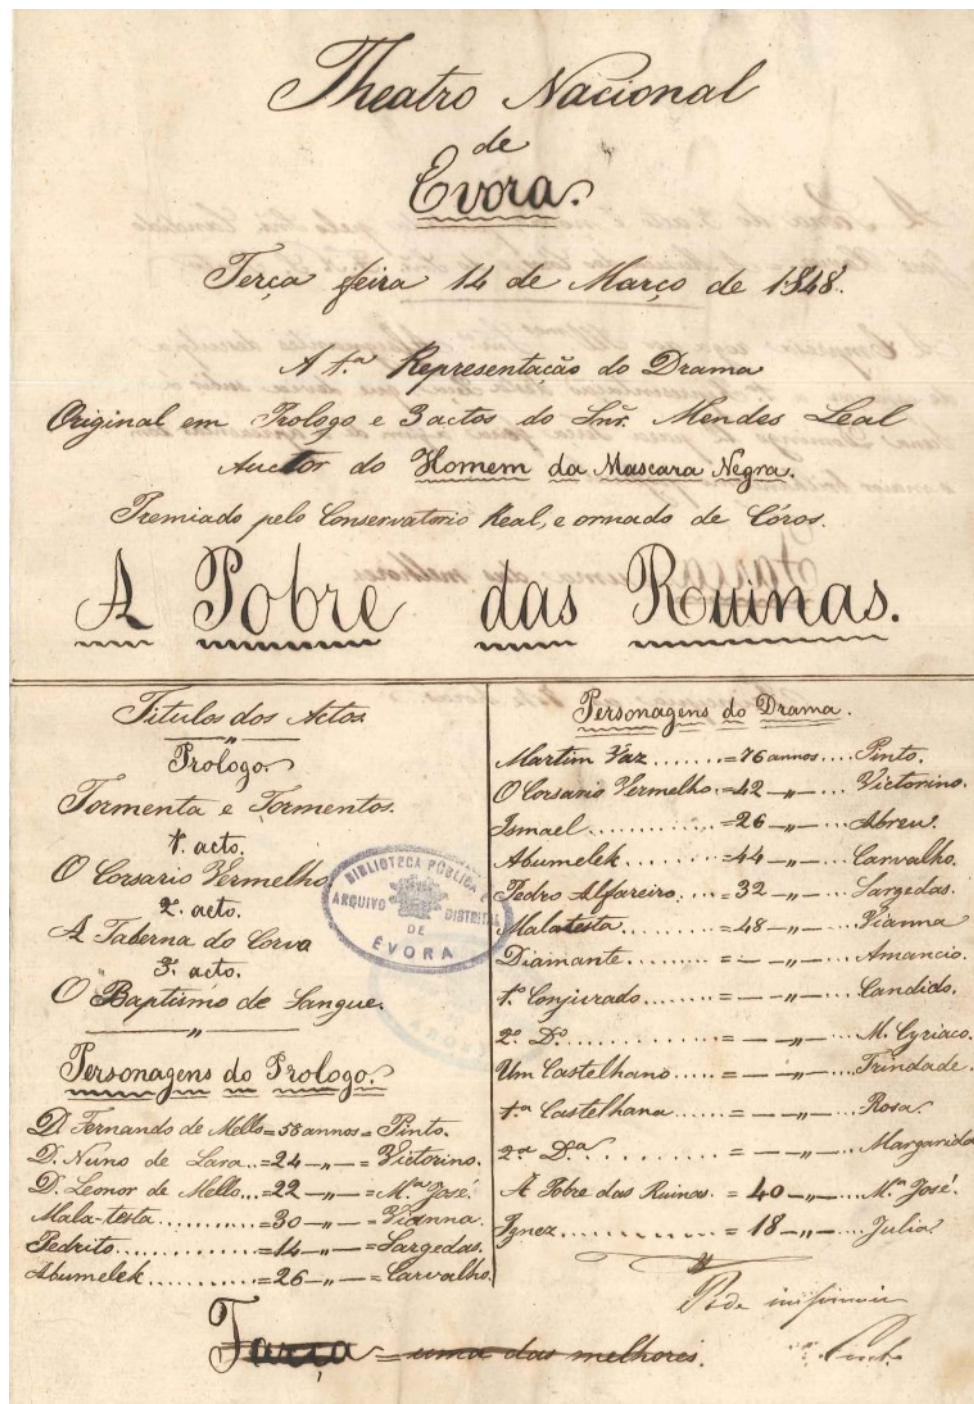 Theatro Nacional
de
Evora.
Terça feira 14 de Março de 1848.
A 1.ª Representação do Drama
Original em Prologo e 3 actos do Snr. Mendes Leal
Auctor do Homem da Mascara Negra.
Premiado pelo Conservatorio Real, e ornado de Córos.
A Pobre das Ruinas.
Titulos dos Actos.
Prologo.
Tormenta e Tormentos.
1. acto.
O Corsario Vermelho
2. acto.
A Taberna do Corva
3. acto.
O Baptismo de Sangue.
Personagens do Prologo.
D. Fernando de Mello = 58 annos = Pinto.
D. Nuno de Lara .. = 24 — „ — = Victorino.
D. Leonor de Mello ... = 22 — „ — = M.ª José.
Mala-testa .......... = 30 — „ — = Vianna.
Pedrito ............. = 14 — „ — = Sargedas.
Abumelek ........... = 26 — „ — = Carvalho.
Personagens do Drama.
Martim Vaz ....... = 76 annos .... Pinto.
O Corsario Vermelho . = 42 — „ — ... Victorino.
Ismael ............ = 26 — „ — ... Abreu.
Abumelek ......... = 44 — „ — ... Carvalho.
Pedro Alfareiro .... = 32 — „ — ... Sargedas.
Malatesta ......... = 48 — „ — ... Vianna
Diamante ......... = — „ — ... Amancio.
1.º Conjurado ....... = — „ — ... Candido.
2.º D.º ............ = — „ — ... M. Cyriaco.
Um Castelhano ..... = — „ — ... Trindade.
1.ª Castelhana ...... = — „ — ... Rosa.
2.ª D.ª ......... = — „ — ... Margarida
A Pobre das Ruinas. = 40 — „ — ... M.ª José.
Ignez ............. = 18 — „ — ... Julia.
BIBLIOTECA PÚBLICA
ARQUIVO DISTRITAL
DE
ÉVORA
Pode
Pinto
Farça = uma das melhores.